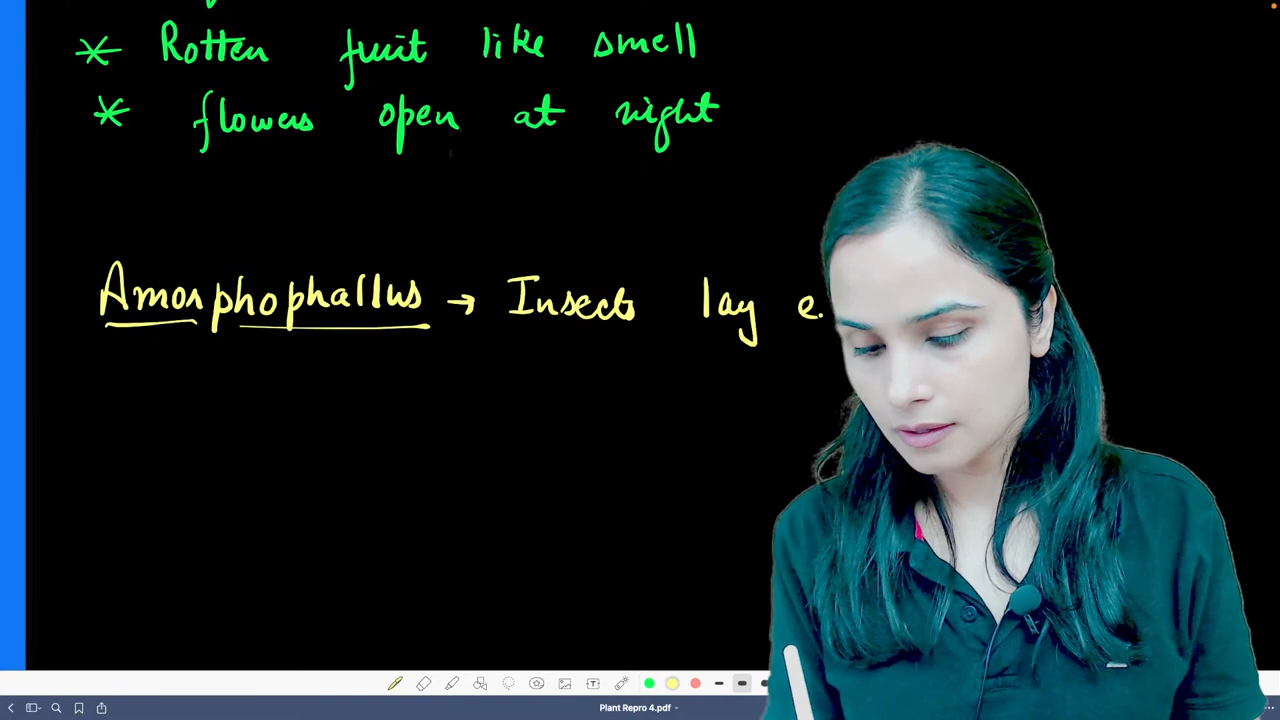 * Rotten fruit like smell
* flowers open at night
Amorphophallus → Insects lay e
Plant Repro 4.pdf